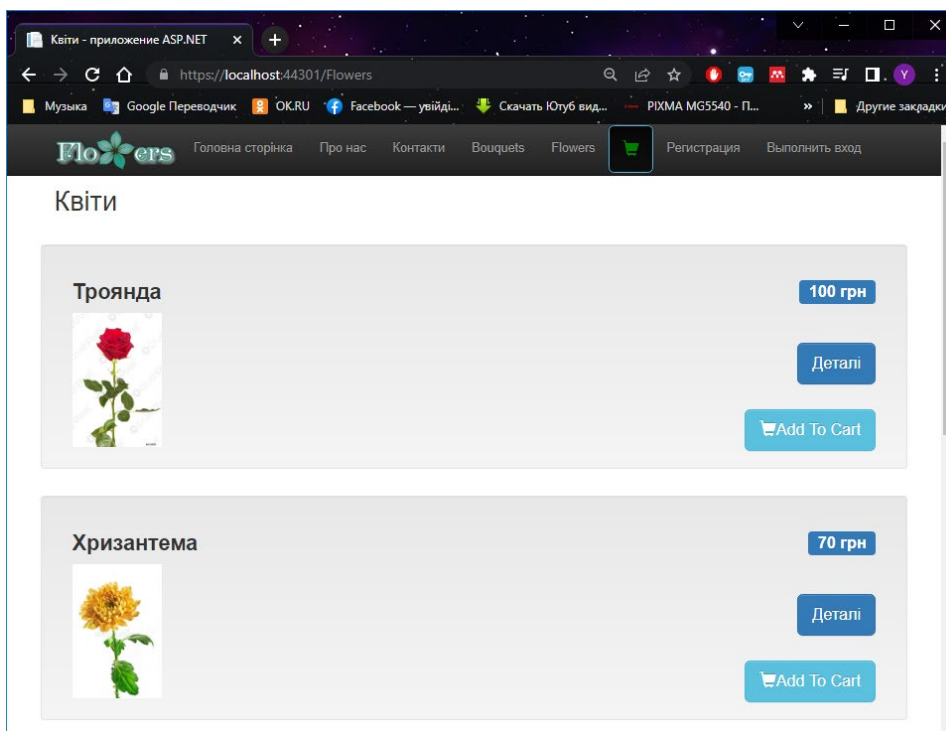 Квіти - приложение ASP.NET
https://localhost:44301/Flowers
Музыка Google Переводчик OK.RU Facebook — увійді... Скачать Ютуб вид... PIXMA MG5540 - П... » Другие закладки
Flowers Головна сторінка Про нас Контакти Bouquets Flowers Регистрация Выполнить вход
Квіти
Троянда 100 грн
Деталі
Add To Cart
Хризантема 70 грн
Деталі
Add To Cart